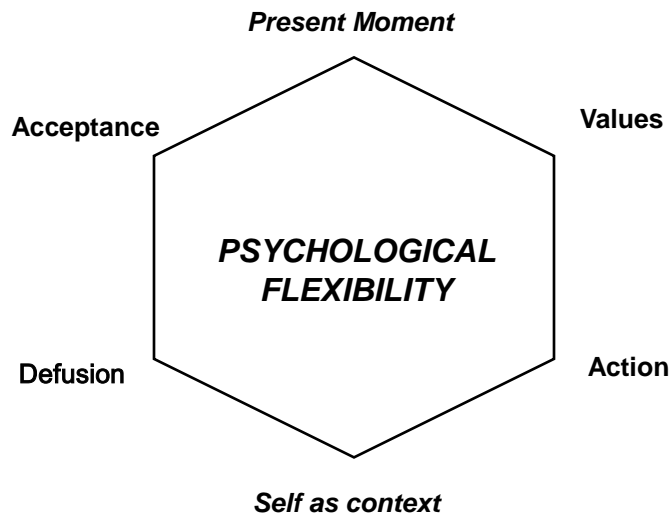 Present Moment
Acceptance
Values
PSYCHOLOGICAL
FLEXIBILITY
Defusion
Action
Self as context